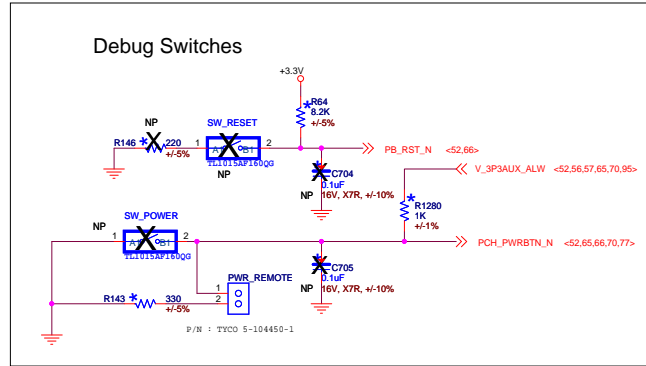 Debug Switches
+3.3V
R64
8.2K
+/-5%
NP
SW_RESET
R146 220
+/-5%
1 A1 B1 2
TL1015AF160QG
NP
PB_RST_N <52,66>
C704
0.1uF
NP 16V, X7R, +/-10%
V_3P3AUX_ALW <52,56,57,65,70,95>
R1280
1K
+/-1%
NP
SW_POWER
1 A1 B1 2
TL1015AF160QG
PCH_PWRBTN_N <52,65,66,70,77>
C705
0.1uF
NP 16V, X7R, +/-10%
PWR_REMOTE
1
2
R143 330
+/-5%
P/N : TYCO 5-104450-1